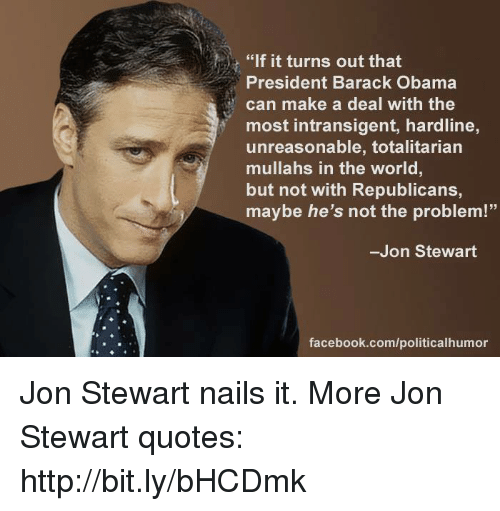 “If it turns out that
President Barack Obama
can make a deal with the
most intransigent, hardline,
unreasonable, totalitarian
mullahs in the world,
but not with Republicans,
maybe he's not the problem!”
–Jon Stewart
facebook.com/politicalhumor
Jon Stewart nails it. More Jon
Stewart quotes:
http://bit.ly/bHCDmk